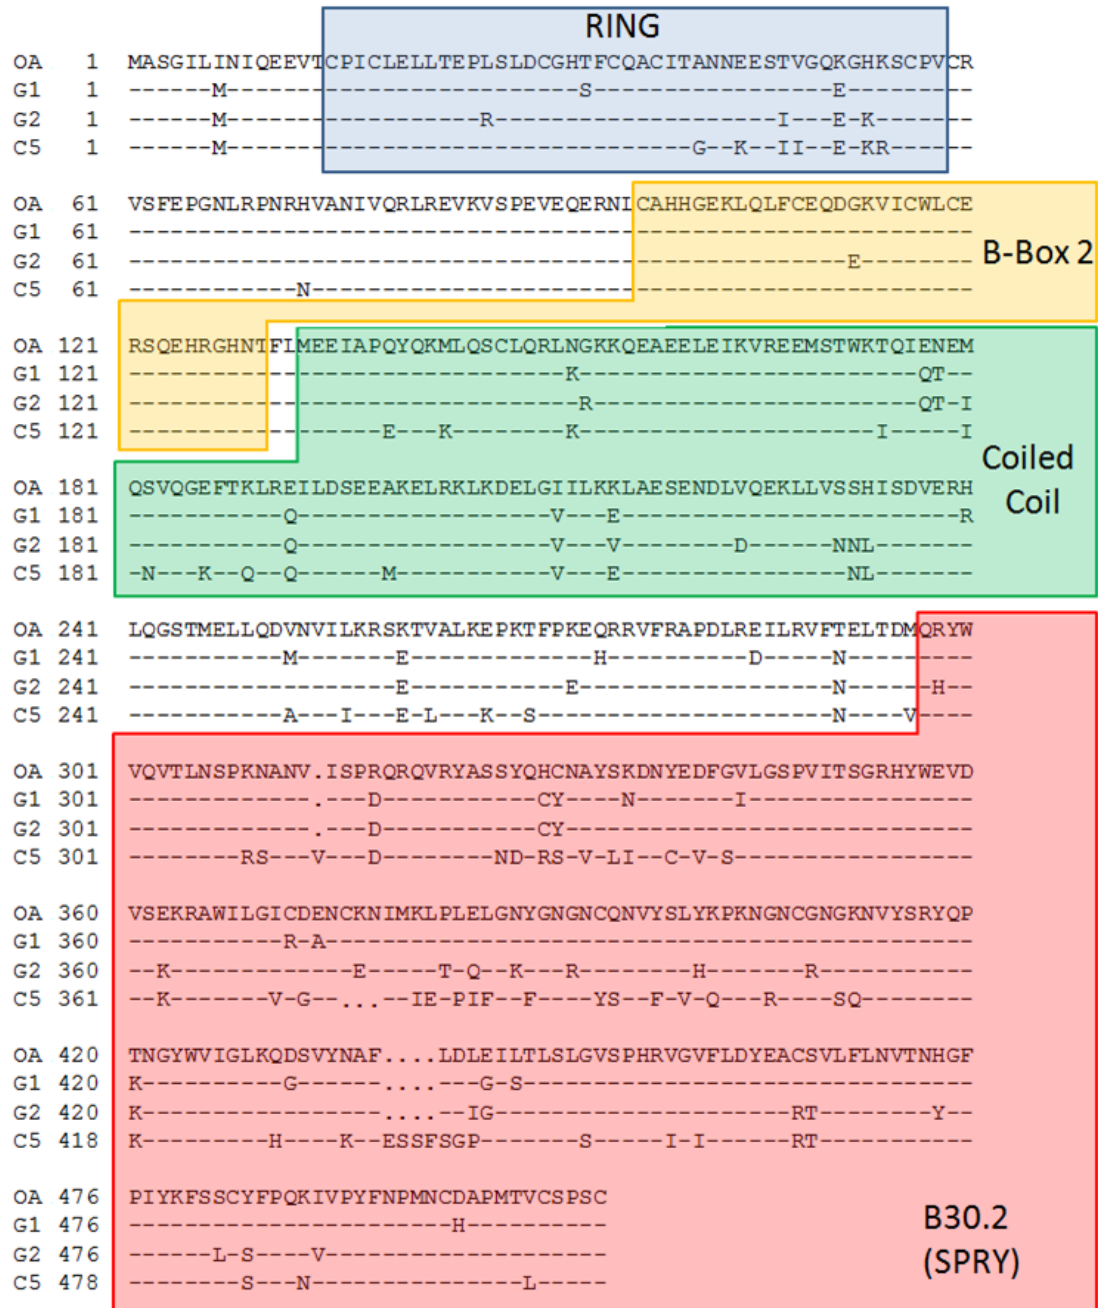 RING
OA 1 MASGILINIQEEVTCPICLELLTEPLSLDCGHTFCQACITANNEESTVGQKGHKSCPVCR
G1 1 ------M-------------------------S-----------------E---------
G2 1 ------M------------------R--------------------I---E-K-------
C5 1 ------M---------------------------------G--K--II--E-KR------
OA 61 VSFEPGNLRPNRHVANIVQRLREVKVSPEVEQERNLCAHHGEKLQLFCEQDGKVICWLCE
G1 61 ------------------------------------------------------------
G2 61 ---------------------------------------------------E--------
C5 61 ------------N-----------------------------------------------
B-Box 2
OA 121 RSQEHRGHNTFLMEEIAPQYQKMLQSCLQRLNGKKQEAEELEIKVREEMSTWKTQIENEM
G1 121 -------------------------------K------------------------QT--
G2 121 --------------------------------R-----------------------QT-I
C5 121 ------------------E---K--------K---------------------I-----I
Coiled
Coil
OA 181 QSVQGEFTKLREILDSEEAKELRKLKDELGIILKKLAESENDLVQEKLLVSSHISDVERH
G1 181 -----------Q------------------V---E------------------------R
G2 181 -----------Q------------------V---V--------D------NNL-------
C5 181 -N---K--Q--Q------M-----------V---E----------------NL-------
OA 241 LQGSTMELLQDVNVILKRSKTVALKEPKTFPKEQRRVFRAPDLREILRVFTELTDMQRYW
G1 241 -----------M-------E-------------H----------D-----N---------
G2 241 -------------------E-----------E------------------N------H--
C5 241 -----------A---I---E-L---K--S---------------------N----V----
OA 301 VQVTLNSPKNANV.ISPRQRQVRYASSYQHCNAYSKDNYEDFGVLGSPVITSGRHYWEVD
G1 301 -------------.---D-----------CY----N-------I----------------
G2 301 -------------.---D-----------CY-----------------------------
C5 301 --------RS---V---D--------ND-RS-V-LI--C-V-S-----------------
OA 360 VSEKRAWILGICDENCKNIMKLPLELGNYGNGNCQNVYSLYKPKNGNCGNGKNVYSRYQP
G1 360 -----------R-A----------------------------------------------
G2 360 --K-------------E-----T-Q--K---R--------H-------R-----------
C5 361 --K-------V-G--...--IE-PIF--F----YS--F-V-Q---R----SQ--------
OA 420 TNGYWVIGLKQDSVYNAF....LDLEILTLSLGVSPHRVGVFLDYEACSVLFLNVTNHGF
G1 420 K----------G------....---G-S--------------------------------
G2 420 K-----------------....--IG---------------------RT--------Y--
C5 418 K---------H----K--ESSFSGP-------S-----I-I------RT-----------
OA 476 PIYKFSSCYFPQKIVPYFNPMNCDAPMTVCSPSC
G1 476 -----------------------H----------
G2 476 ------L-S----V--------------------
C5 478 --------S---N---------------L-----
B30.2
(SPRY)